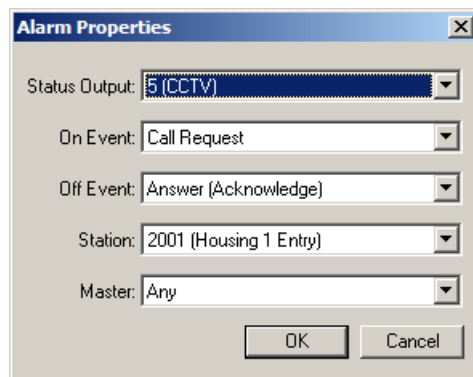 Alarm Properties
Status Output: 5 (CCTV)
On Event: Call Request
Off Event: Answer (Acknowledge)
Station: 2001 (Housing 1 Entry)
Master: Any
OK Cancel